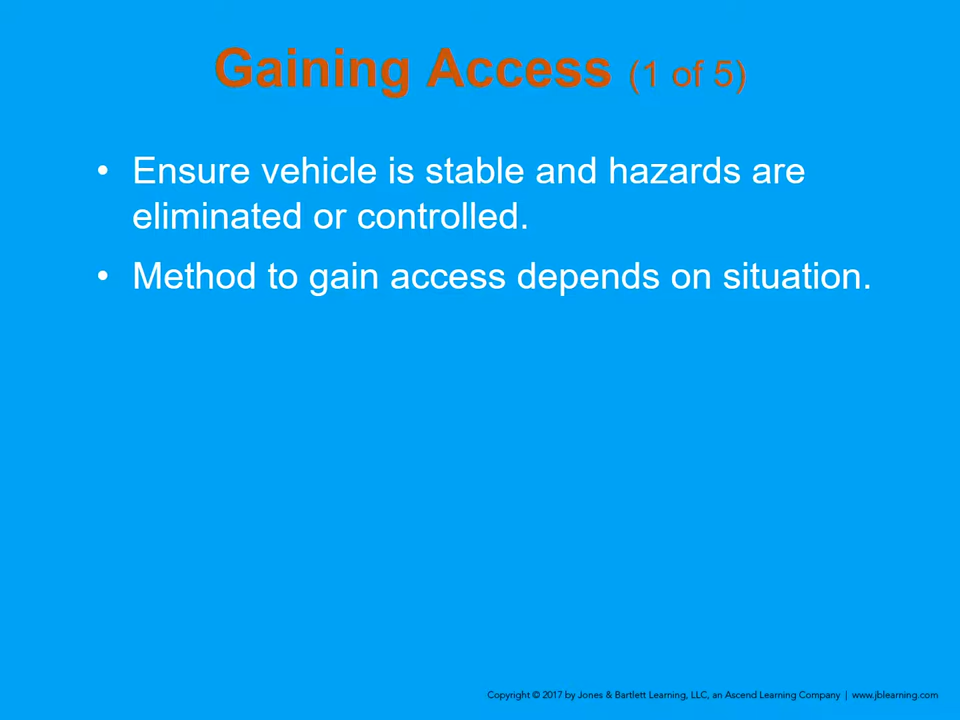 Gaining Access (1 of 5)
• Ensure vehicle is stable and hazards are
eliminated or controlled.
• Method to gain access depends on situation.
Copyright © 2017 by Jones & Bartlett Learning, LLC, an Ascend Learning Company | www.jblearning.com